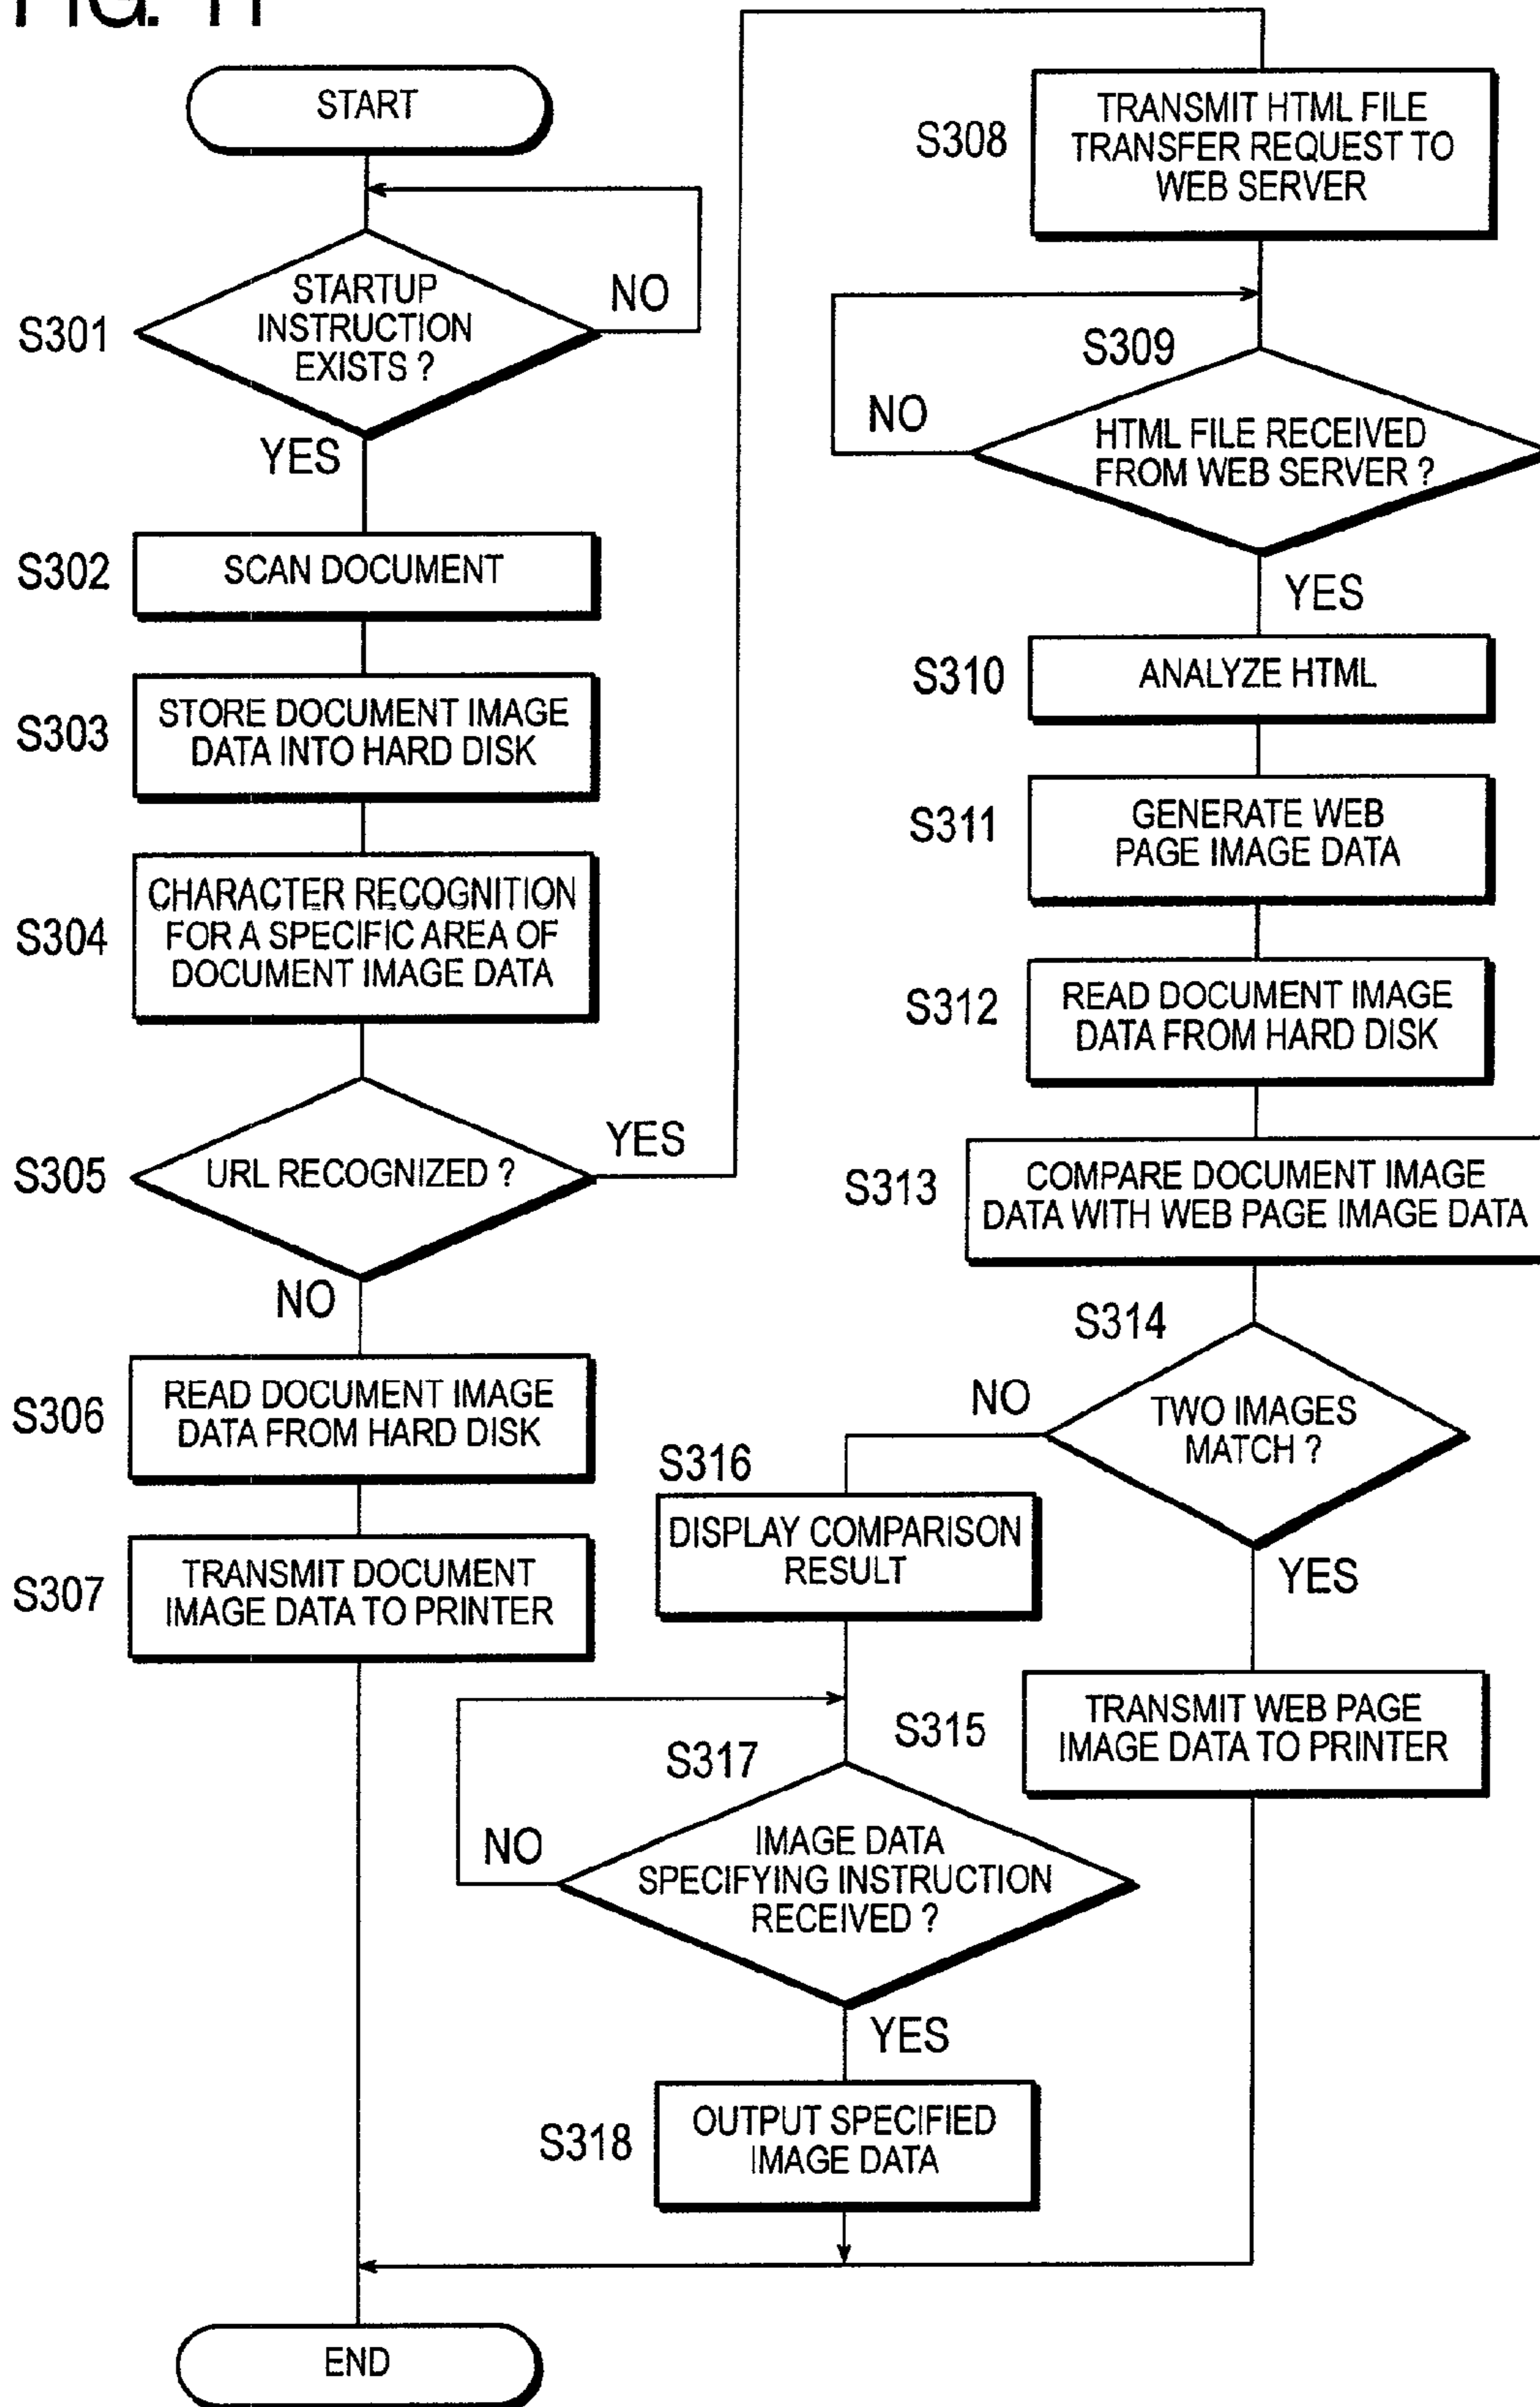 FIG. 11
START
S301
STARTUP
INSTRUCTION
EXISTS ?
NO
YES
S302
SCAN DOCUMENT
S303
STORE DOCUMENT IMAGE
DATA INTO HARD DISK
S304
CHARACTER RECOGNITION
FOR A SPECIFIC AREA OF
DOCUMENT IMAGE DATA
S305
URL RECOGNIZED ?
YES
NO
S306
READ DOCUMENT IMAGE
DATA FROM HARD DISK
S307
TRANSMIT DOCUMENT
IMAGE DATA TO PRINTER
S308
TRANSMIT HTML FILE
TRANSFER REQUEST TO
WEB SERVER
S309
NO
HTML FILE RECEIVED
FROM WEB SERVER ?
YES
S310
ANALYZE HTML
S311
GENERATE WEB
PAGE IMAGE DATA
S312
READ DOCUMENT IMAGE
DATA FROM HARD DISK
S313
COMPARE DOCUMENT IMAGE
DATA WITH WEB PAGE IMAGE DATA
S314
NO
TWO IMAGES
MATCH ?
YES
S316
DISPLAY COMPARISON
RESULT
S315
TRANSMIT WEB PAGE
IMAGE DATA TO PRINTER
S317
NO
IMAGE DATA
SPECIFYING INSTRUCTION
RECEIVED ?
YES
S318
OUTPUT SPECIFIED
IMAGE DATA
END